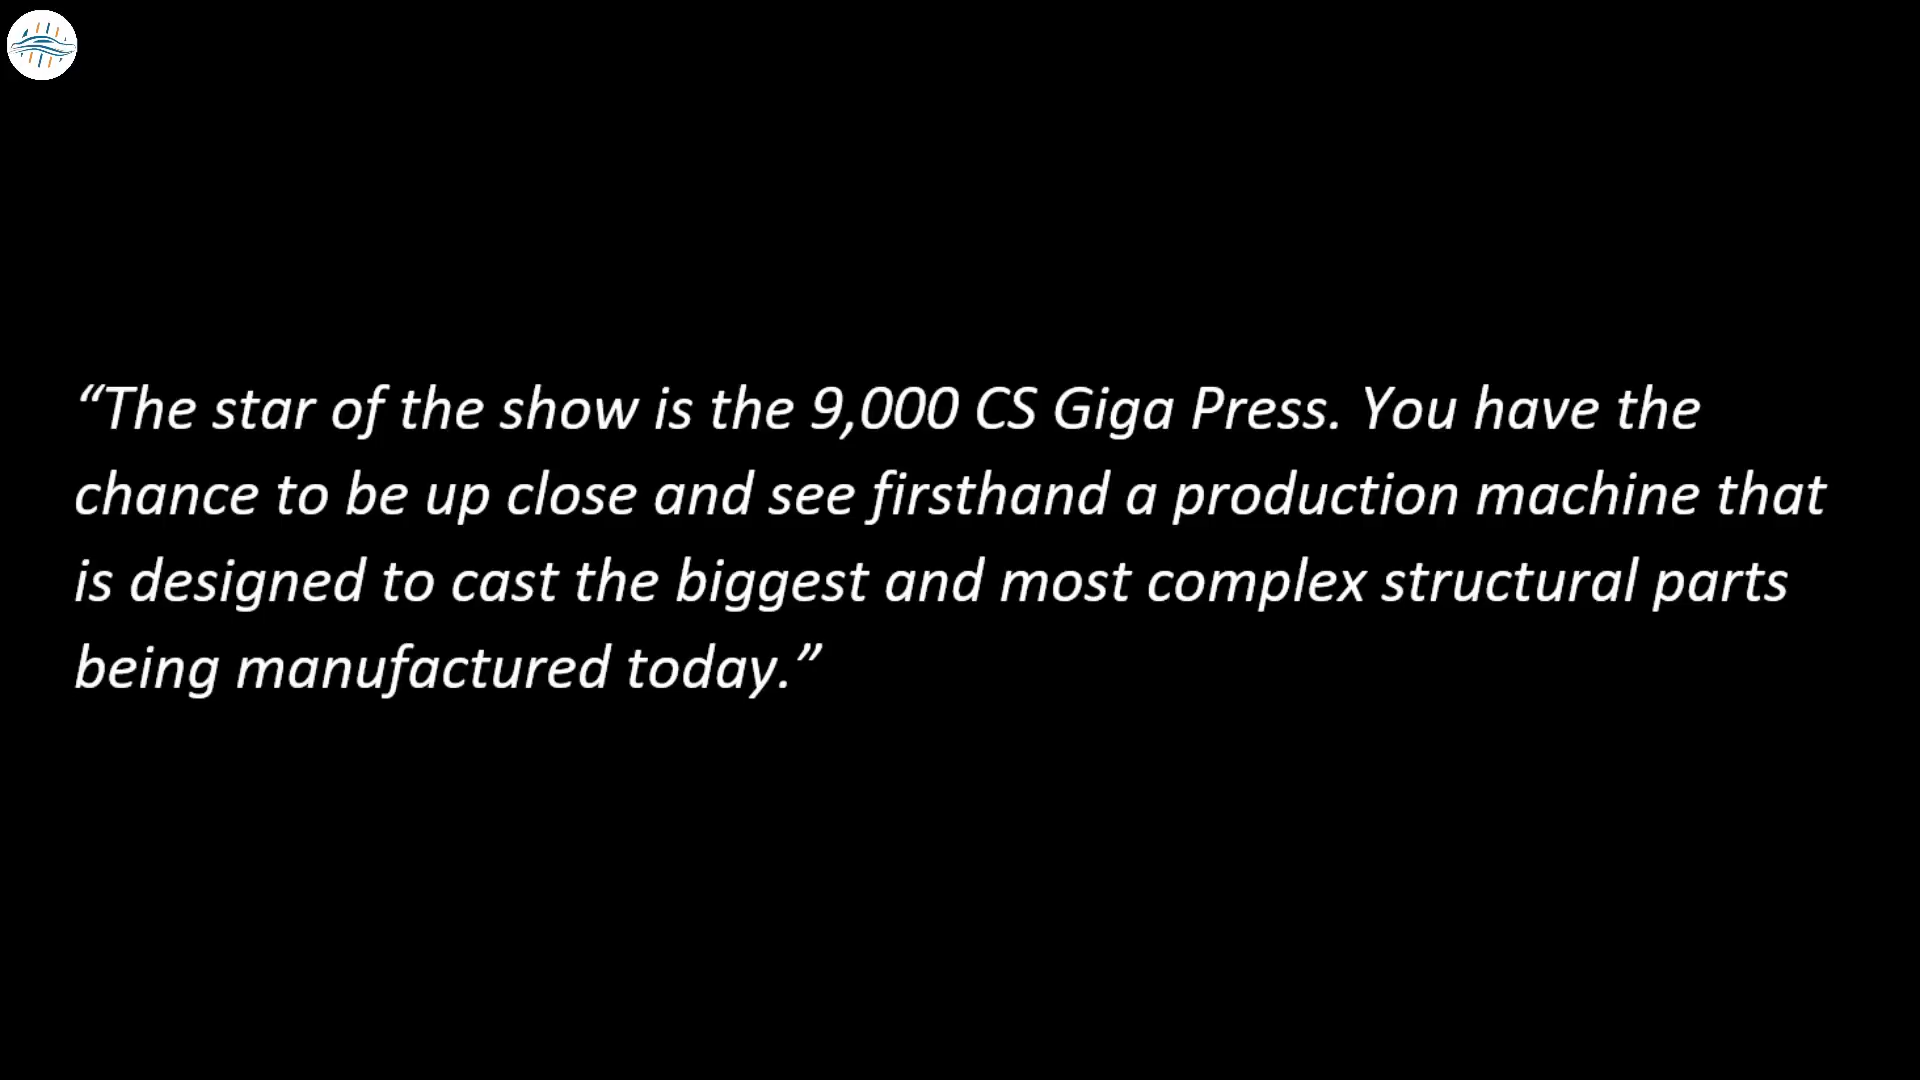 “The star of the show is the 9,000 CS Giga Press. You have the
chance to be up close and see firsthand a production machine that
is designed to cast the biggest and most complex structural parts
being manufactured today.”